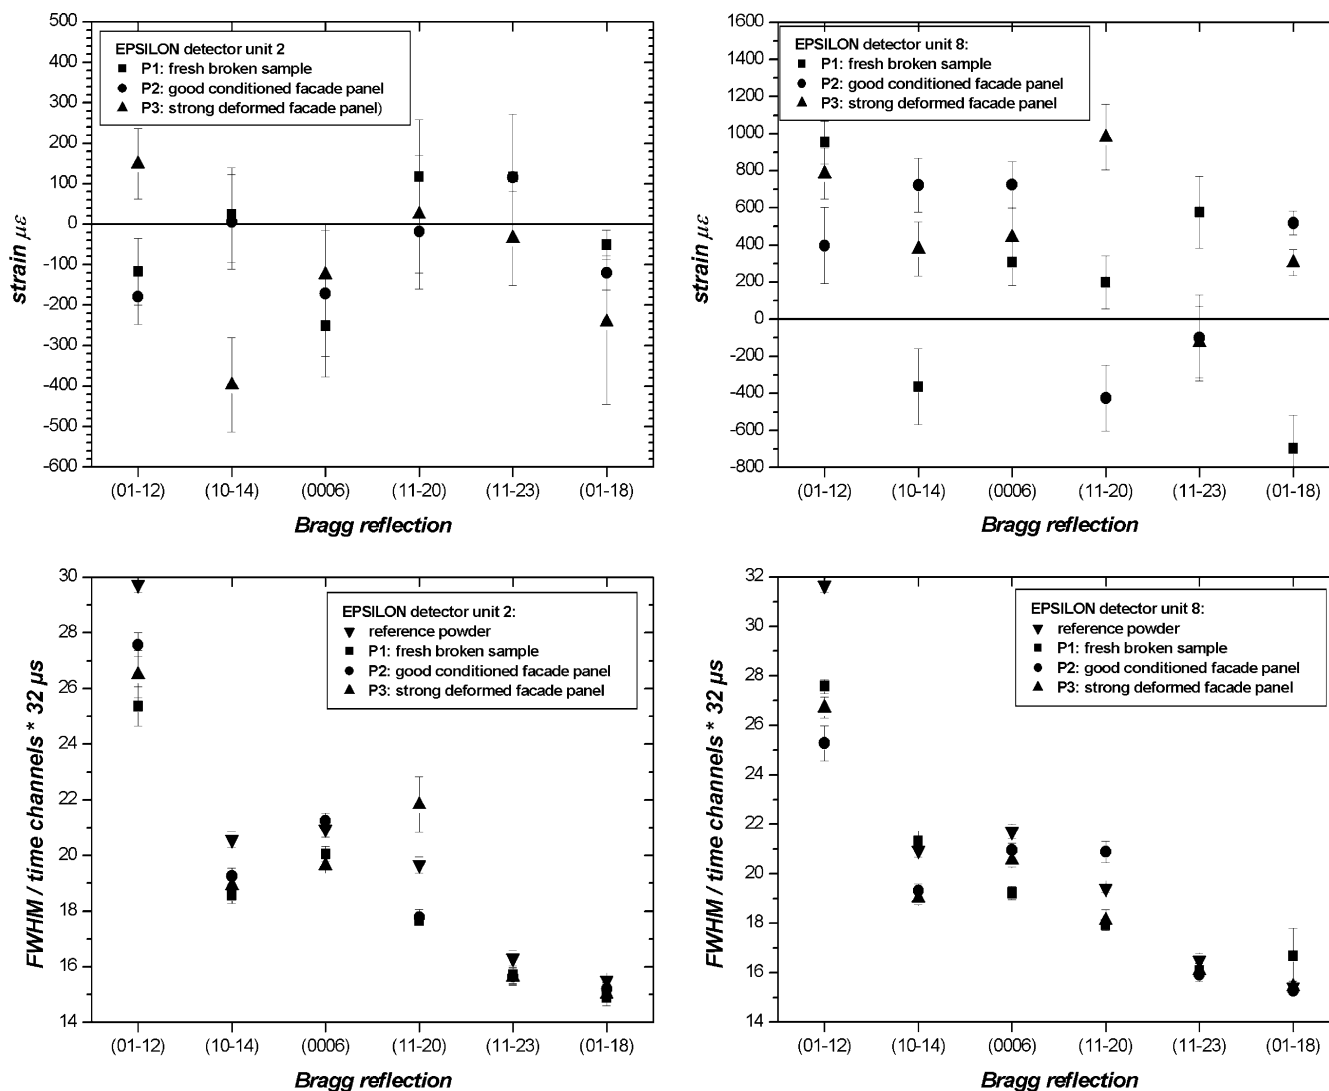 500
400
300
200
100
0
-100
-200
-300
-400
-500
-600
strain με
EPSILON detector unit 2
P1: fresh broken sample
P2: good conditioned facade panel
P3: strong deformed facade panel)
(01-12) (10-14) (0006) (11-20) (11-23) (01-18)
Bragg reflection
1600
1400
1200
1000
800
600
400
200
0
-200
-400
-600
-800
strain με
EPSILON detector unit 8:
P1: fresh broken sample
P2: good conditioned facade panel
P3: strong deformed facade panel
(01-12) (10-14) (0006) (11-20) (11-23) (01-18)
Bragg reflection
30
28
26
24
22
20
18
16
14
FWHM / time channels * 32 µs
EPSILON detector unit 2:
reference powder
P1: fresh broken sample
P2: good conditioned facade panel
P3: strong deformed facade panel
(01-12) (10-14) (0006) (11-20) (11-23) (01-18)
Bragg reflection
32
30
28
26
24
22
20
18
16
14
FWHM / time channels * 32 µs
EPSILON detector unit 8:
reference powder
P1: fresh broken sample
P2: good conditioned facade panel
P3: strong deformed facade panel
(01-12) (10-14) (0006) (11-20) (11-23) (01-18)
Bragg reflection